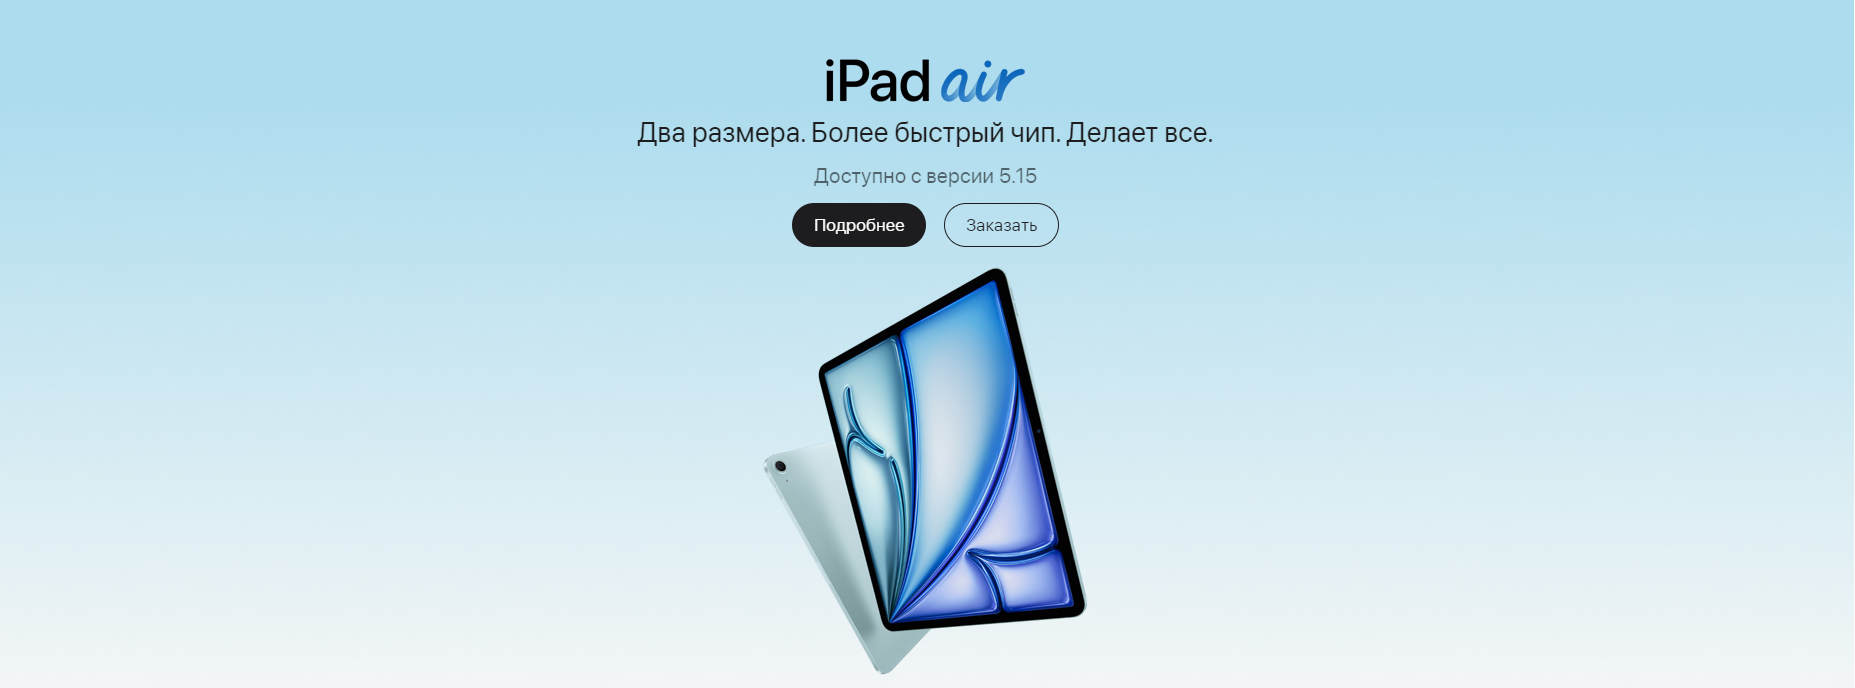 iPad air
Два размера. Более быстрый чип. Делает все.
Доступно с версии 5.15
Подробнее Заказать